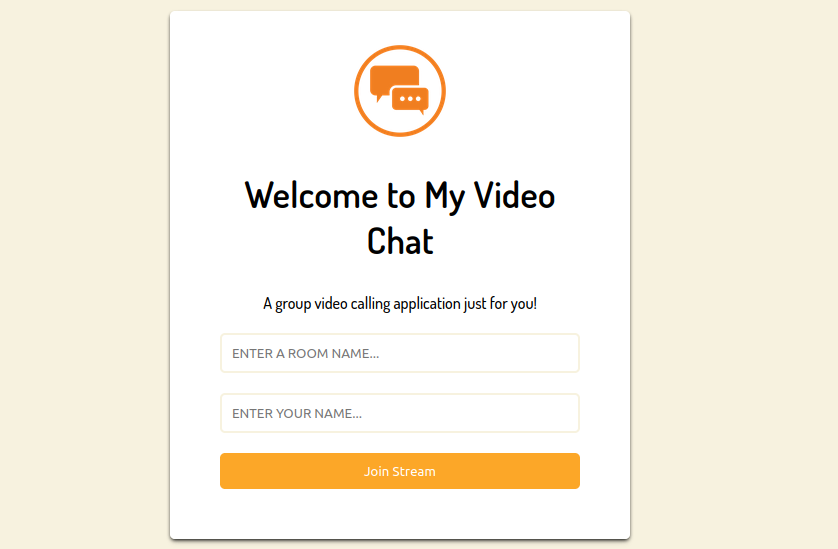 Welcome to My Video
Chat
A group video calling application just for you!
ENTER A ROOM NAME...
ENTER YOUR NAME...
Join Stream